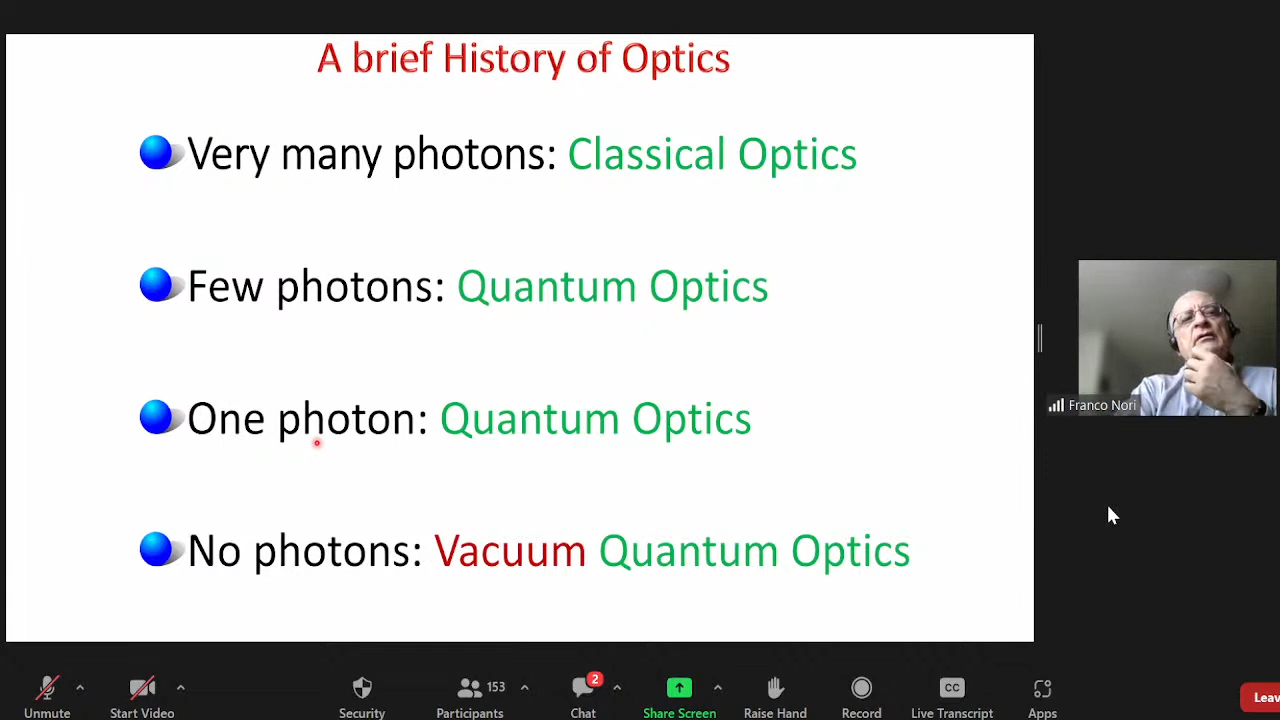 A brief History of Optics
Very many photons: Classical Optics
Few photons: Quantum Optics
One photon: Quantum Optics
No photons: Vacuum Quantum Optics
Franco Nori
153
2
CC
Unmute
Start Video
Security
Participants
Chat
Share Screen
Raise Hand
Record
Live Transcript
Apps
Leav